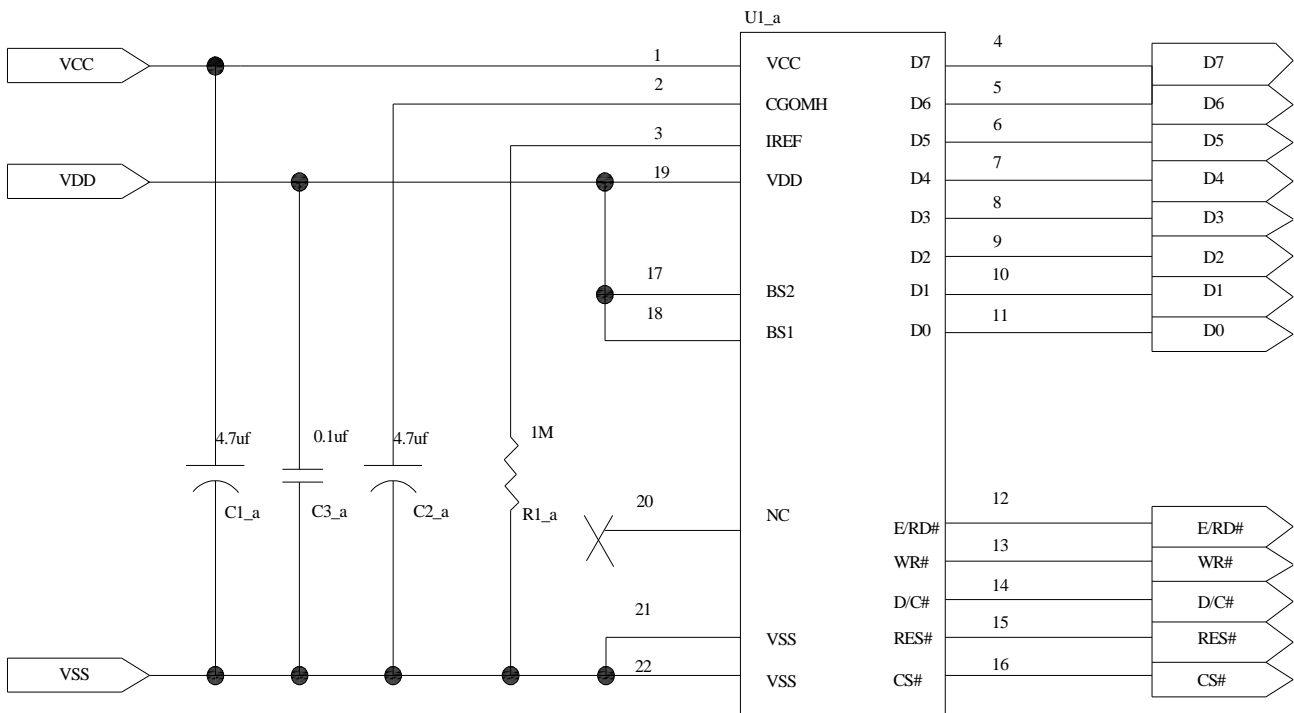 U1_a
VCC 1 VCC D7 4 D7
2 CGOMH D6 5 D6
3 IREF D5 6 D5
VDD 19 VDD D4 7 D4
D3 8 D3
D2 9 D2
17 BS2 D1 10 D1
18 BS1 D0 11 D0
4.7uf 0.1uf 4.7uf 1M
C1_a C3_a C2_a R1_a
20 NC E/RD# 12 E/RD#
WR# 13 WR#
D/C# 14 D/C#
21 VSS RES# 15 RES#
VSS 22 VSS CS# 16 CS#